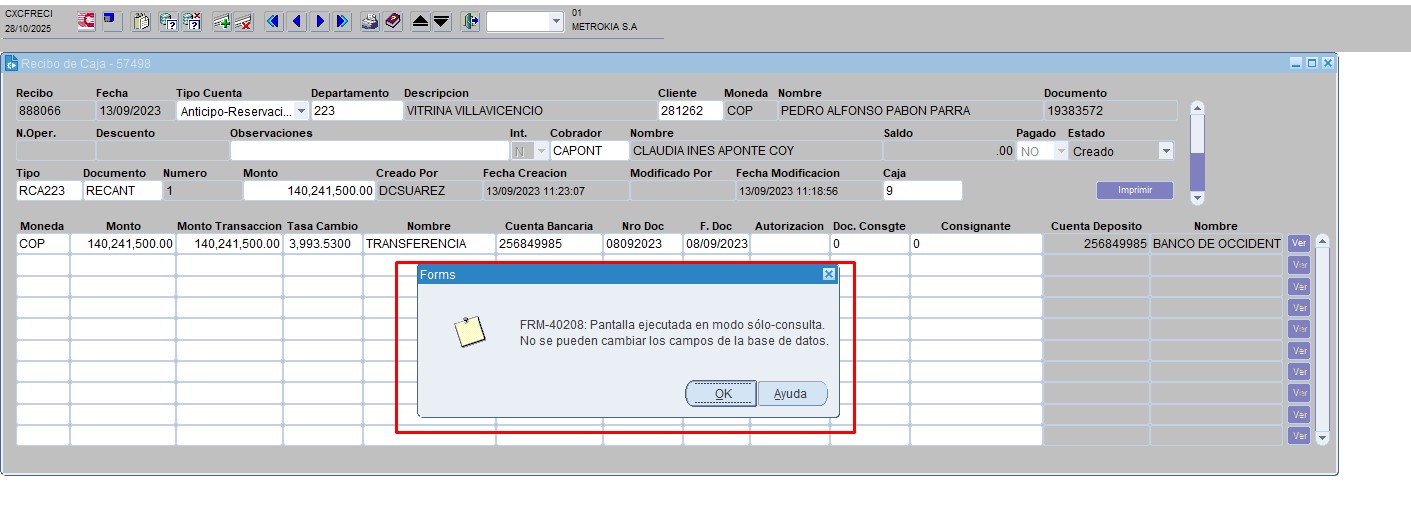 CXCFRECI
28/10/2025
01
METROKIA S.A
Recibo de Caja - 57498
Recibo Fecha Tipo Cuenta Departamento Descripcion Cliente Moneda Nombre Documento
888066 13/09/2023 Anticipo-Reservaci... 223 VITRINA VILLAVICENCIO 281262 COP PEDRO ALFONSO PABON PARRA 19383572
N.Oper. Descuento Observaciones Int. Cobrador Nombre Saldo Pagado Estado
N CAPONT CLAUDIA INES APONTE COY .00 NO Creado
Tipo Documento Numero Monto Creado Por Fecha Creacion Modificado Por Fecha Modificacion Caja
RCA223 RECANT 1 140,241,500.00 DCSUAREZ 13/09/2023 11:23:07 13/09/2023 11:18:56 9 Imprimir
Moneda Monto Monto Transaccion Tasa Cambio Nombre Cuenta Bancaria Nro Doc F. Doc Autorizacion Doc. Consgte Consignante Cuenta Deposito Nombre
COP 140,241,500.00 140,241,500.00 3,993.5300 TRANSFERENCIA 256849985 08092023 08/09/2023 0 0 256849985 BANCO DE OCCIDENT Ver
Ver
Ver
Ver
Ver
Ver
Ver
Ver
Ver
Ver
Forms
FRM-40208: Pantalla ejecutada en modo sólo-consulta.
No se pueden cambiar los campos de la base de datos.
OK Ayuda